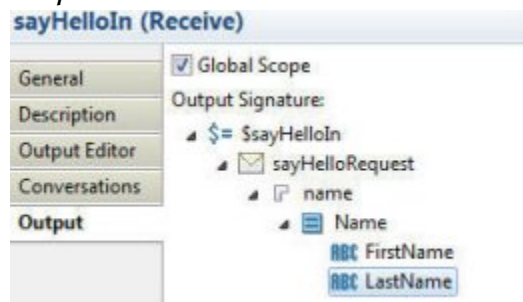 sayHelloIn (Receive)
General
Description
Output Editor
Conversations
Output
Global Scope
Output Signature:
$= $sayHelloIn
sayHelloRequest
name
Name
ABC FirstName
ABC LastName